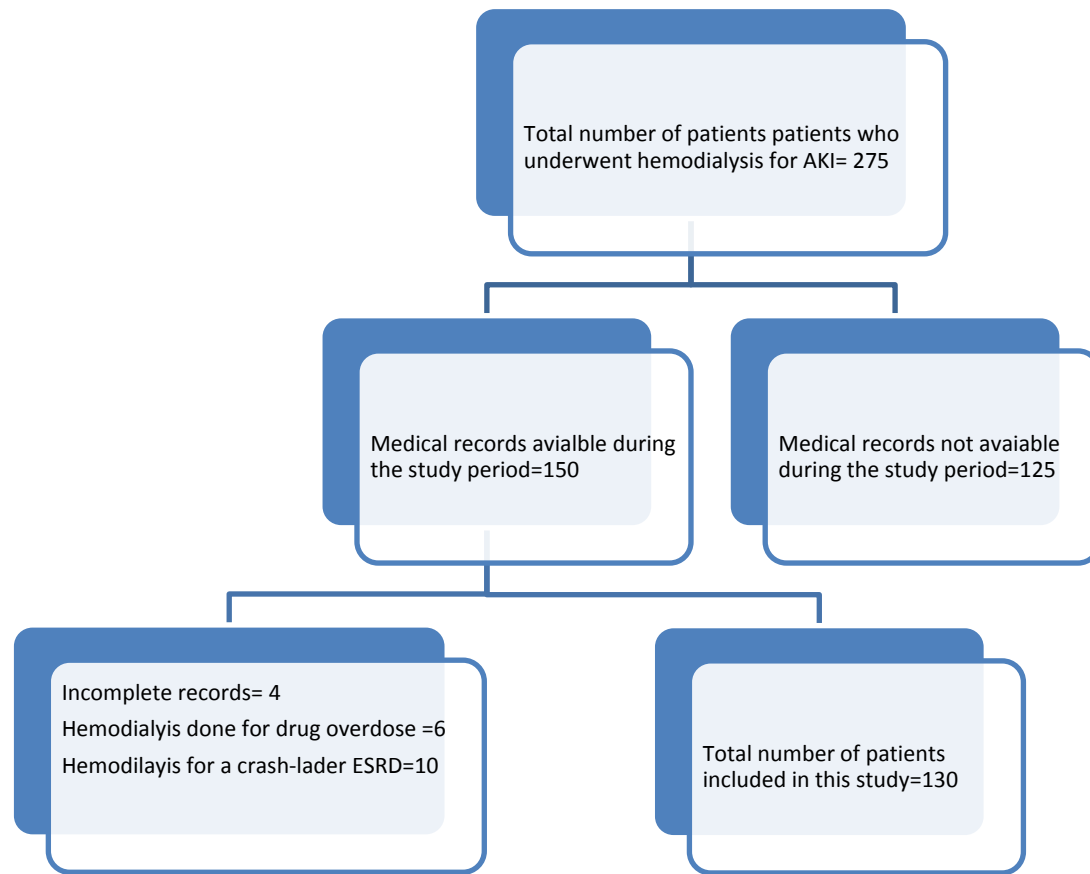 Total number of patients patients who
underwent hemodialysis for AKI= 275
Medical records avialble during
the study period=150
Medical records not avaiable
during the study period=125
Incomplete records= 4
Hemodialyis done for drug overdose =6
Hemodilayis for a crash-lader ESRD=10
Total number of patients
included in this study=130